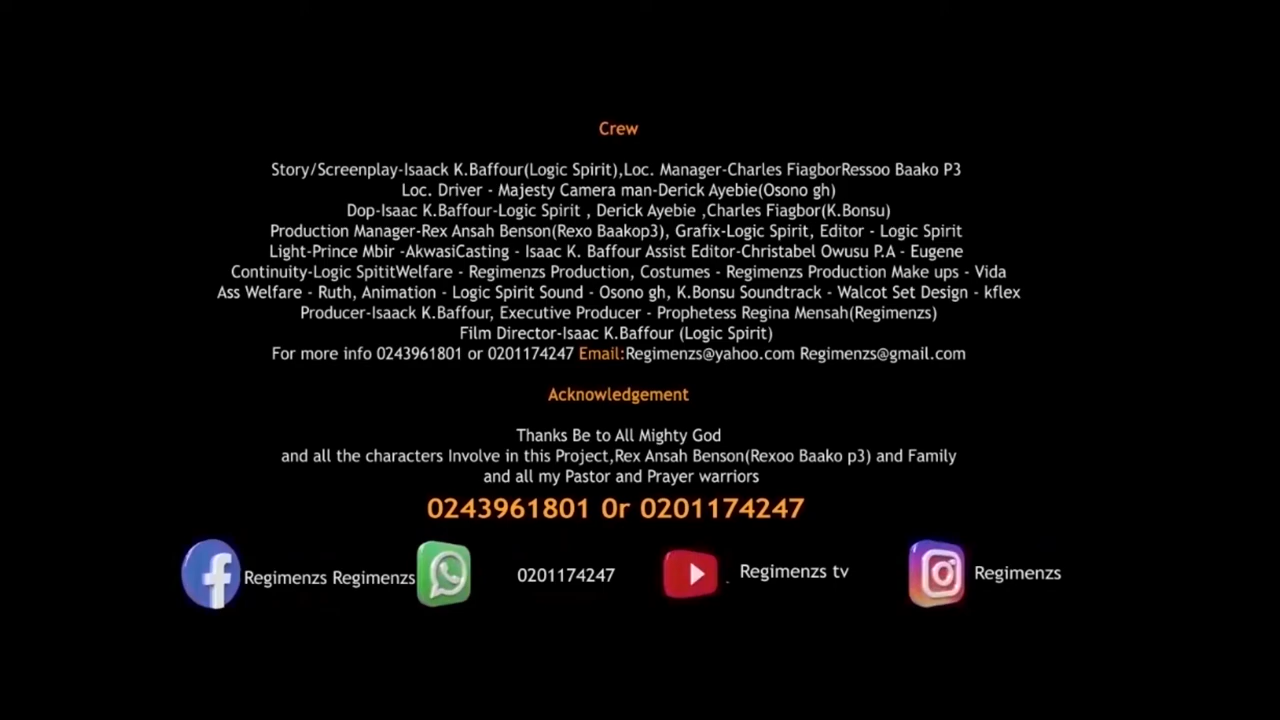 Crew
Story/Screenplay-Isaack K.Baffour(Logic Spirit),Loc. Manager-Charles FiagborRessoo Baako P3
Loc. Driver - Majesty Camera man-Derick Ayebie(Osono gh)
Dop-Isaac K.Baffour-Logic Spirit , Derick Ayebie ,Charles Fiagbor(K.Bonsu)
Production Manager-Rex Ansah Benson(Rexo Baakop3), Grafix-Logic Spirit, Editor - Logic Spirit
Light-Prince Mbir -AkwasiCasting - Isaac K. Baffour Assist Editor-Christabel Owusu P.A - Eugene
Continuity-Logic SpititWelfare - Regimenzs Production, Costumes - Regimenzs Production Make ups - Vida
Ass Welfare - Ruth, Animation - Logic Spirit Sound - Osono gh, K.Bonsu Soundtrack - Walcot Set Design - kflex
Producer-Isaack K.Baffour, Executive Producer - Prophetess Regina Mensah(Regimenzs)
Film Director-Isaac K.Baffour (Logic Spirit)
For more info 0243961801 or 0201174247 Email:Regimenzs@yahoo.com Regimenzs@gmail.com
Acknowledgement
Thanks Be to All Mighty God
and all the characters Involve in this Project,Rex Ansah Benson(Rexoo Baako p3) and Family
and all my Pastor and Prayer warriors
0243961801 0r 0201174247
Regimenzs Regimenzs 0201174247 Regimenzs tv Regimenzs